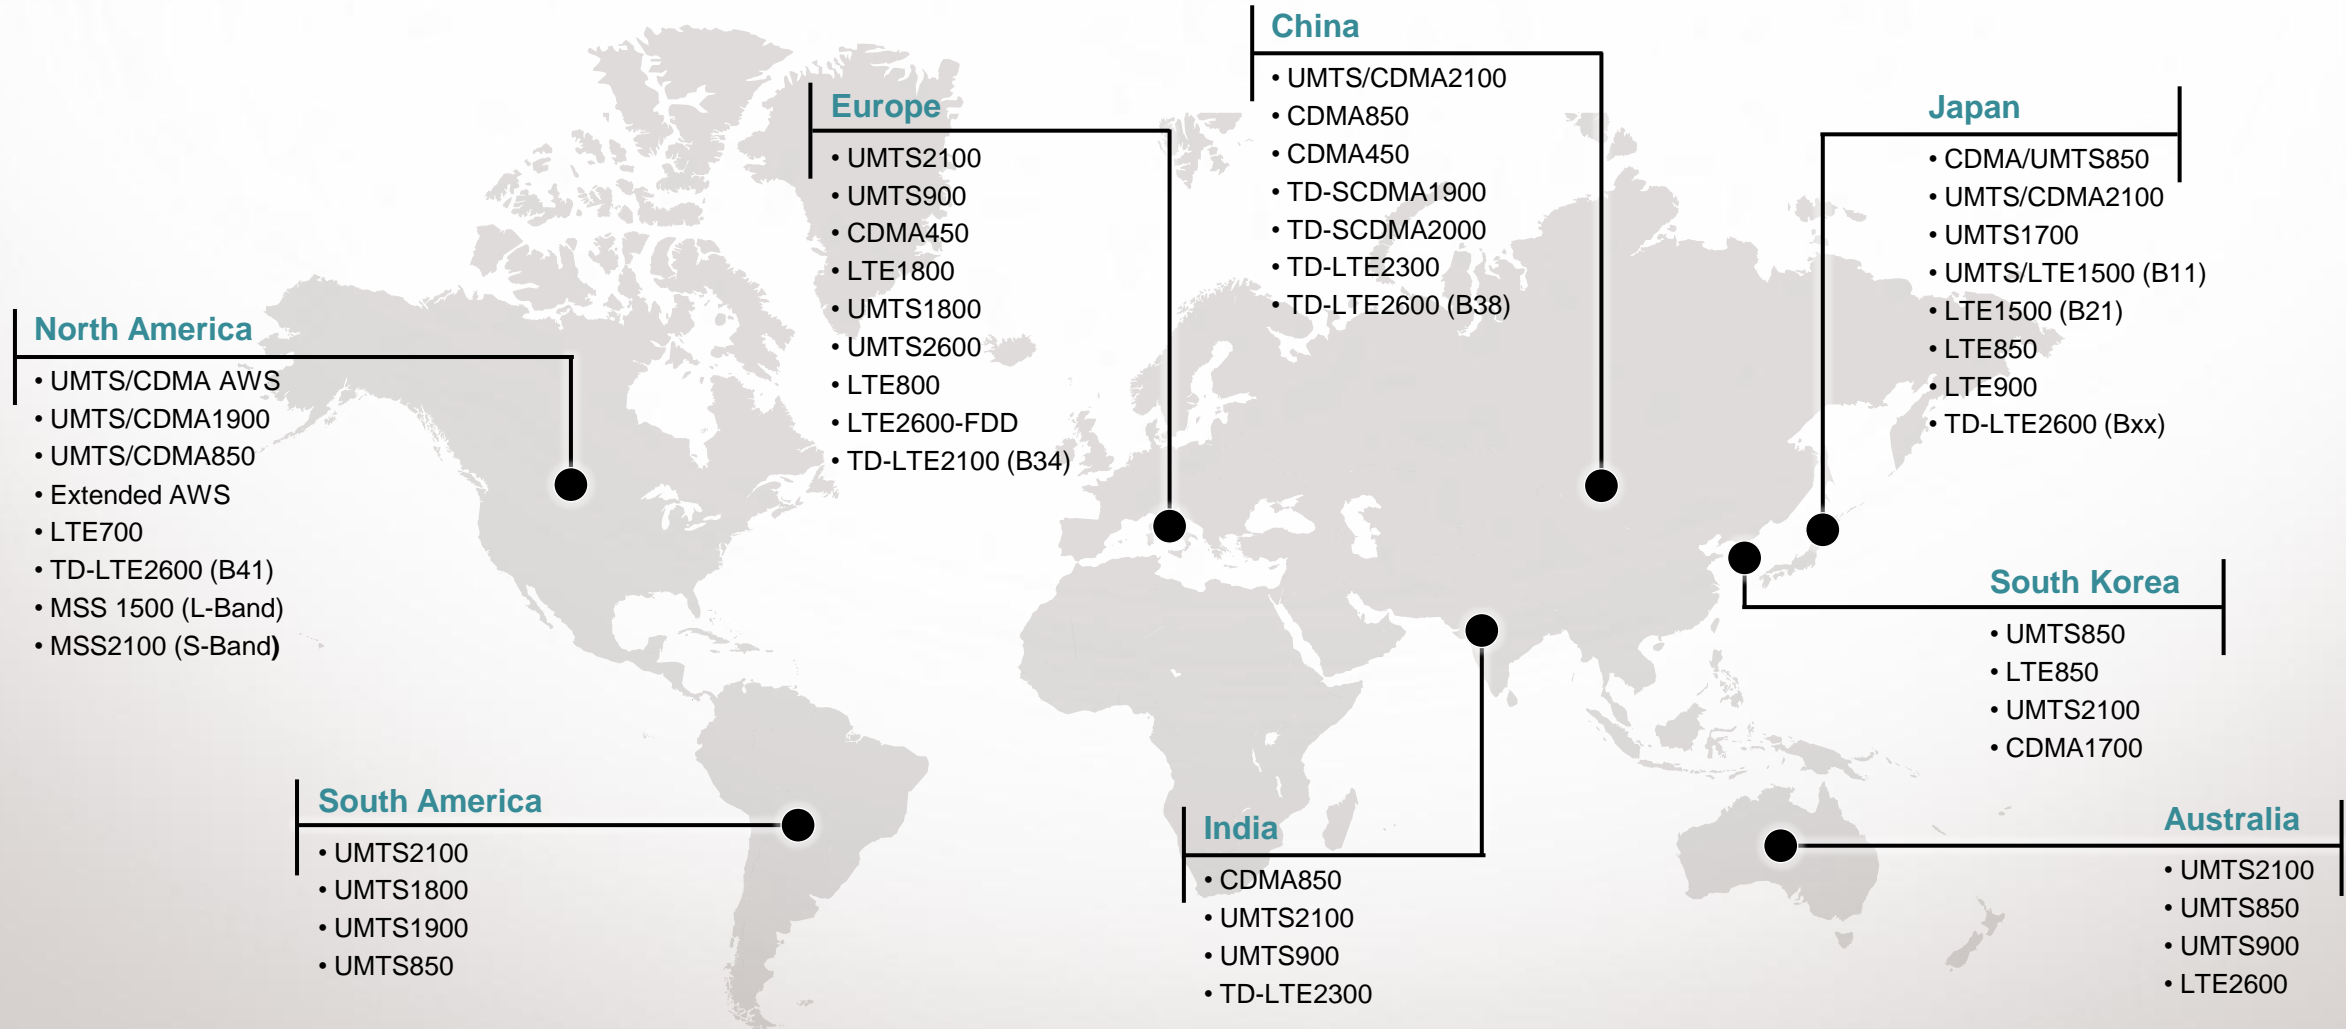 North America
• UMTS/CDMA AWS
• UMTS/CDMA1900
• UMTS/CDMA850
• Extended AWS
• LTE700
• TD-LTE2600 (B41)
• MSS 1500 (L-Band)
• MSS2100 (S-Band)
South America
• UMTS2100
• UMTS1800
• UMTS1900
• UMTS850
Europe
• UMTS2100
• UMTS900
• CDMA450
• LTE1800
• UMTS1800
• UMTS2600
• LTE800
• LTE2600-FDD
• TD-LTE2100 (B34)
China
• UMTS/CDMA2100
• CDMA850
• CDMA450
• TD-SCDMA1900
• TD-SCDMA2000
• TD-LTE2300
• TD-LTE2600 (B38)
India
• CDMA850
• UMTS2100
• UMTS900
• TD-LTE2300
Japan
• CDMA/UMTS850
• UMTS/CDMA2100
• UMTS1700
• UMTS/LTE1500 (B11)
• LTE1500 (B21)
• LTE850
• LTE900
• TD-LTE2600 (Bxx)
South Korea
• UMTS850
• LTE850
• UMTS2100
• CDMA1700
Australia
• UMTS2100
• UMTS850
• UMTS900
• LTE2600